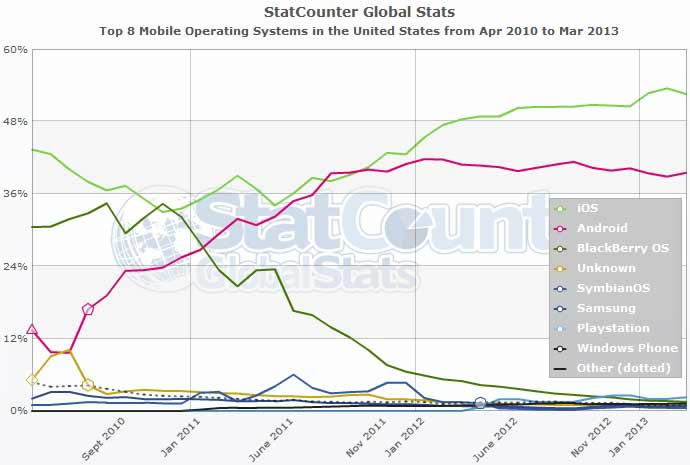 StatCounter Global Stats
Top 8 Mobile Operating Systems in the United States from Apr 2010 to Mar 2013
60%
48%
36%
24%
12%
0%
StatCount
GlobalStats
iOS
Android
BlackBerry OS
Unknown
SymbianOS
Samsung
Playstation
Windows Phone
Other (dotted)
Sept 2010
Jan 2011
June 2011
Nov 2011
Jan 2012
June 2012
Nov 2012
Jan 2013